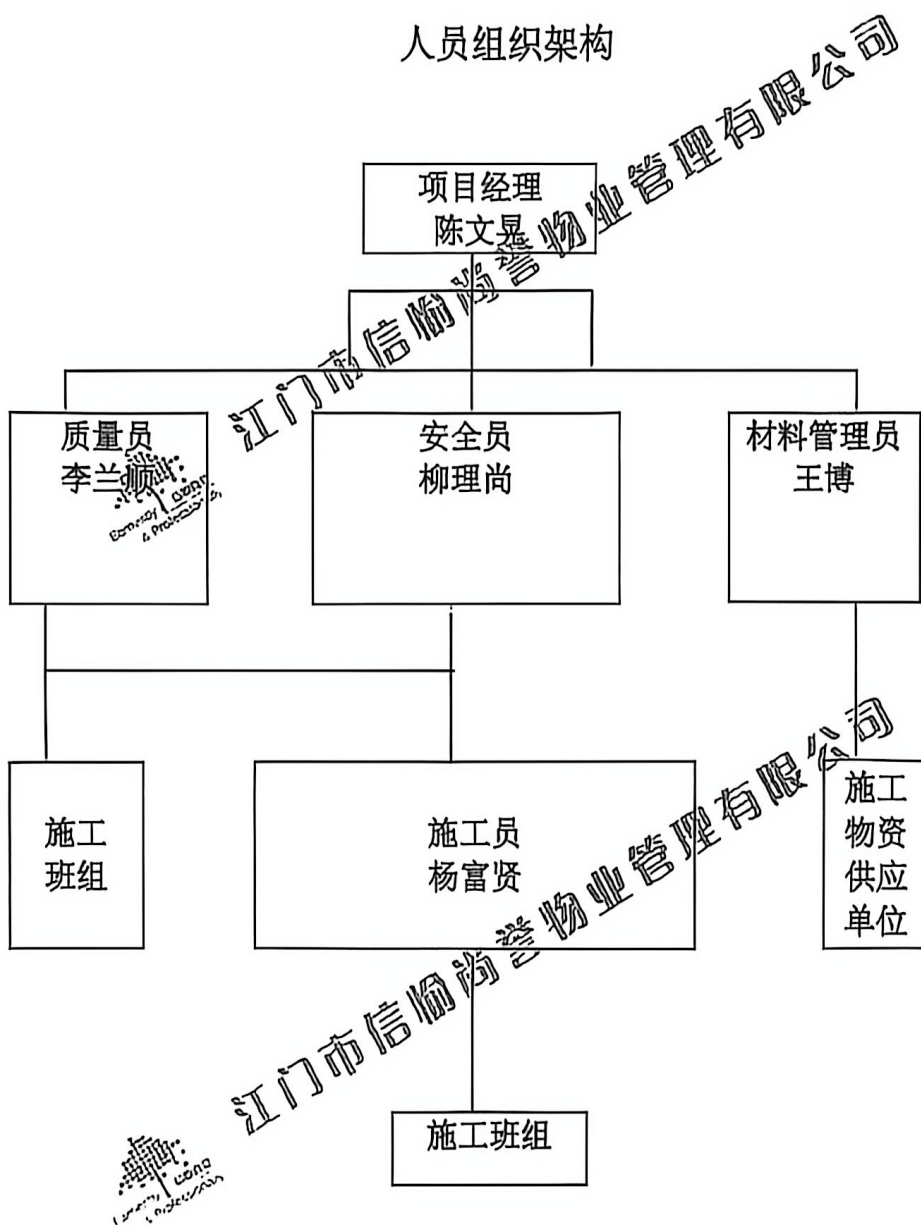 人员组织架构
江门市信愉尚誉物业管理有限公司
项目经理
陈文晃
质量员
李兰顺
安全员
柳理尚
材料管理员
王博
施工
班组
施工员
杨富贤
施工
物资
供应
单位
江门市信愉尚誉物业管理有限公司
施工班组